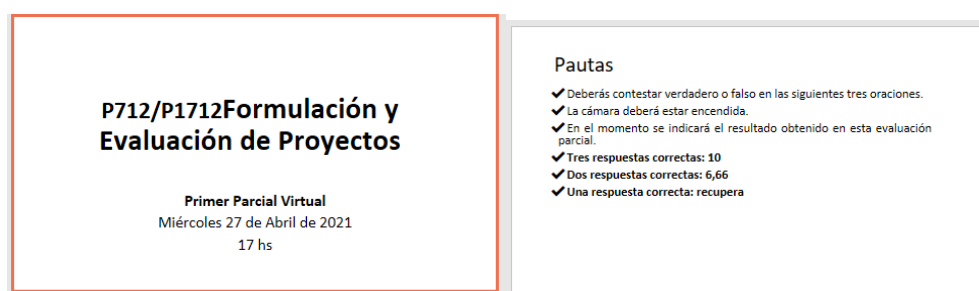 P712/P1712Formulación y
Evaluación de Proyectos
Primer Parcial Virtual
Miércoles 27 de Abril de 2021
17 hs
Pautas
✔Deberás contestar verdadero o falso en las siguientes tres oraciones.
✔La cámara deberá estar encendida.
✔En el momento se indicará el resultado obtenido en esta evaluación
parcial.
✔Tres respuestas correctas: 10
✔Dos respuestas correctas: 6,66
✔Una respuesta correcta: recupera